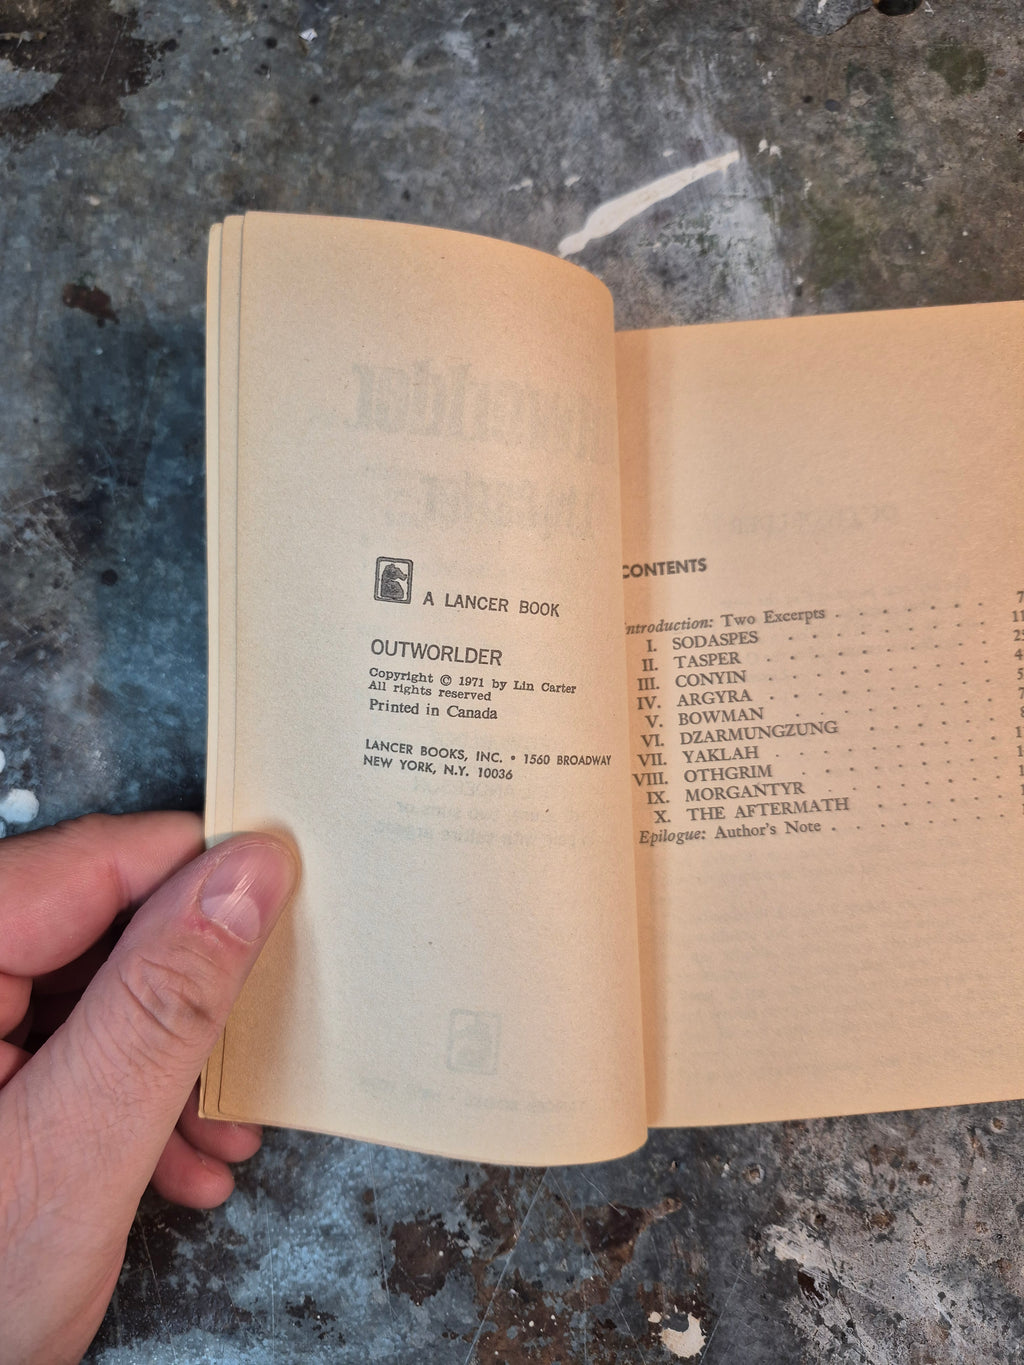 A LANCER BOOK
OUTWORLDER
Copyright © 1971 by Lin Carter
All rights reserved
Printed in Canada
LANCER BOOKS, INC. • 1560 BROADWAY
NEW YORK, N.Y. 10036
CONTENTS
Introduction: Two Excerpts . . . . . . . 7
I. SODASPES . . . . . . . 11
II. TASPER . . . . . . . .
III. CONYIN . . . . . . . .
IV. ARGYRA . . . . . . . .
V. BOWMAN . . . . . . . .
VI. DZARMUNGZUNG . . . . . .
VII. YAKLAH . . . . . . . .
VIII. OTHGRIM . . . . . . . .
IX. MORGANTYR . . . . . . .
X. THE AFTERMATH . . . . .
Epilogue: Author's Note . . . . . .